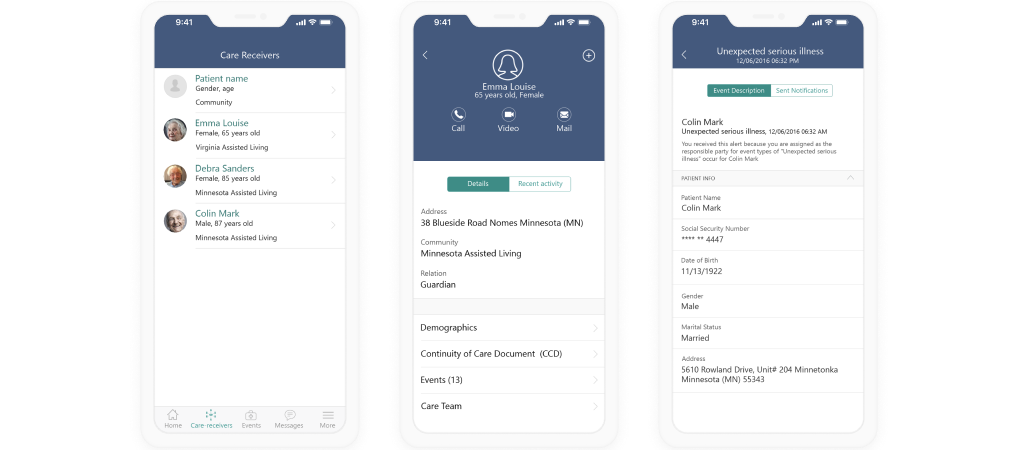 9:41
Care Receivers
Patient name
Gender, age
Community
Emma Louise
Female, 65 years old
Virginia Assisted Living
Debra Sanders
Female, 85 years old
Minnesota Assisted Living
Colin Mark
Male, 87 years old
Minnesota Assisted Living
Home
Care-receivers
Events
Messages
More
9:41
Emma Louise
65 years old, Female
Call
Video
Mail
Details
Recent activity
Address
38 Blueside Road Nomes Minnesota (MN)
Community
Minnesota Assisted Living
Relation
Guardian
Demographics
Continuity of Care Document (CCD)
Events (13)
Care Team
9:41
Unexpected serious illness
12/06/2016 06:32 PM
Event Description
Sent Notifications
Colin Mark
Unexpected serious illness, 12/06/2016 06:32 AM
You received this alert because you are assigned as the
responsible party for event types of "Unexpected serious
illness" occur for Colin Mark
PATIENT INFO
Patient Name
Colin Mark
Social Security Number
**** ** 4447
Date of Birth
11/13/1922
Gender
Male
Marital Status
Married
Address
5610 Rowland Drive, Unit# 204 Minnetonka
Minnesota (MN) 55343